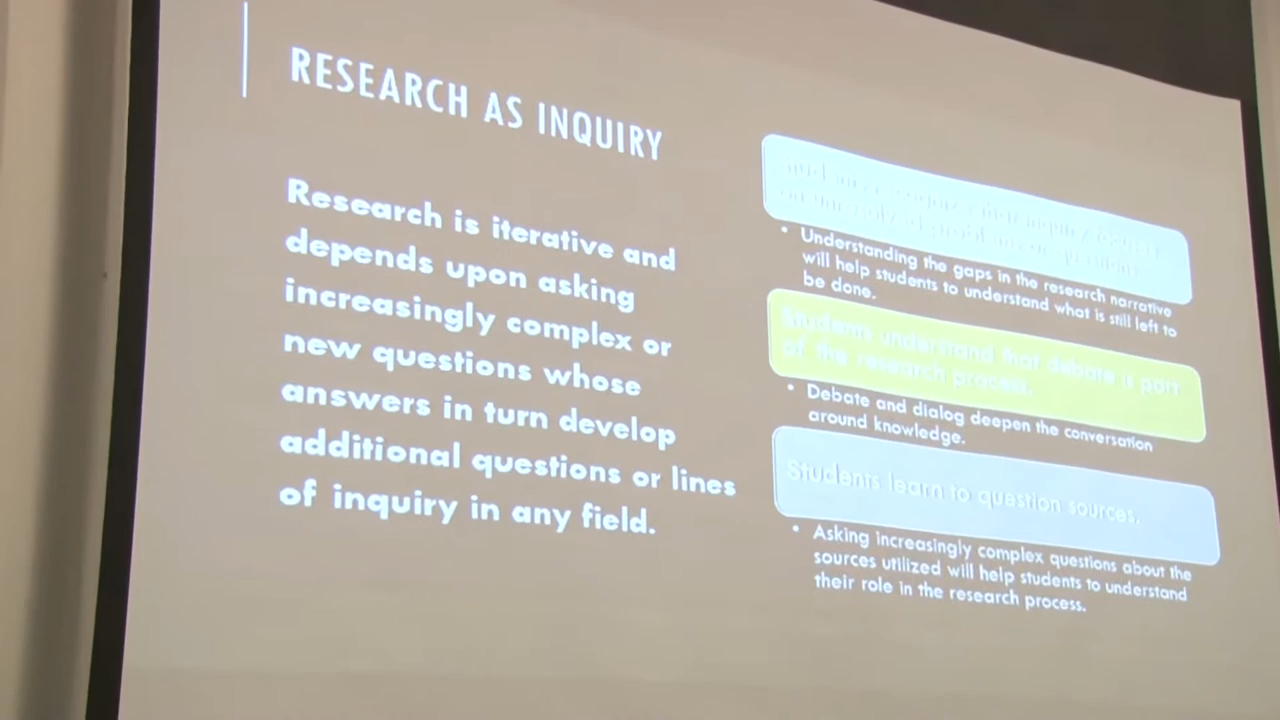 RESEARCH AS INQUIRY
Research is iterative and
depends upon asking
increasingly complex or
new questions whose
answers in turn develop
additional questions or lines
of inquiry in any field.
• Understanding the gaps in the research narrative
will help students to understand what is still left to
be done.
Students understand that debate is part
of the research process.
• Debate and dialog deepen the conversation
around knowledge.
Students learn to question sources.
• Asking increasingly complex questions about the
sources utilized will help students to understand
their role in the research process.